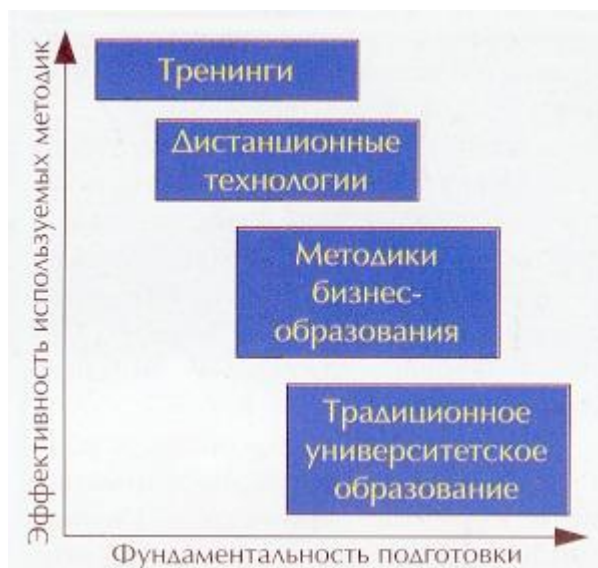 Эффективность используемых методик
Тренинги
Дистанционные
технологии
Методики
бизнес-
образования
Традиционное
университетское
образование
Фундаментальность подготовки